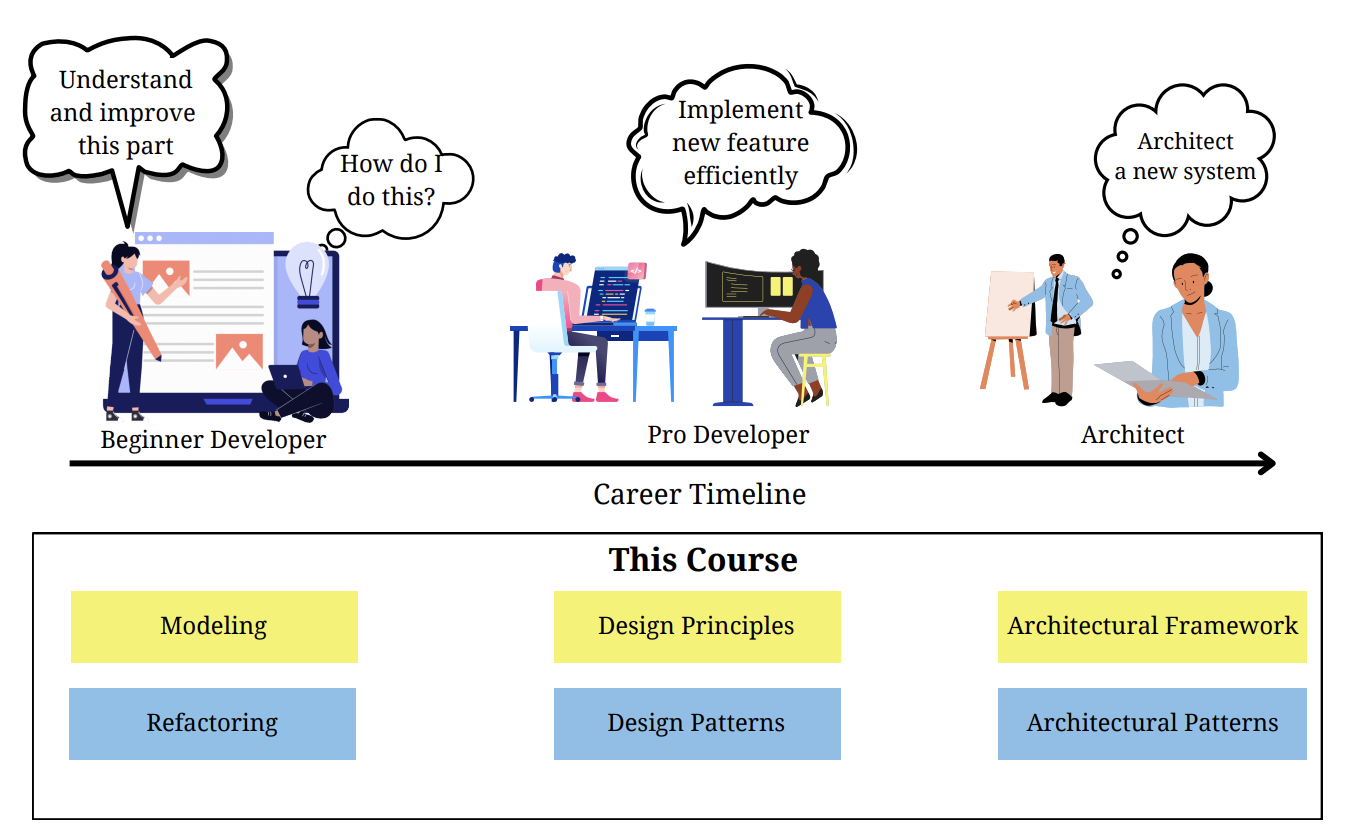 Understand
and improve
this part
How do I
do this?
Implement
new feature
efficiently
Architect
a new system
</>
Beginner Developer
Pro Developer
Architect
Career Timeline
This Course
Modeling
Design Principles
Architectural Framework
Refactoring
Design Patterns
Architectural Patterns